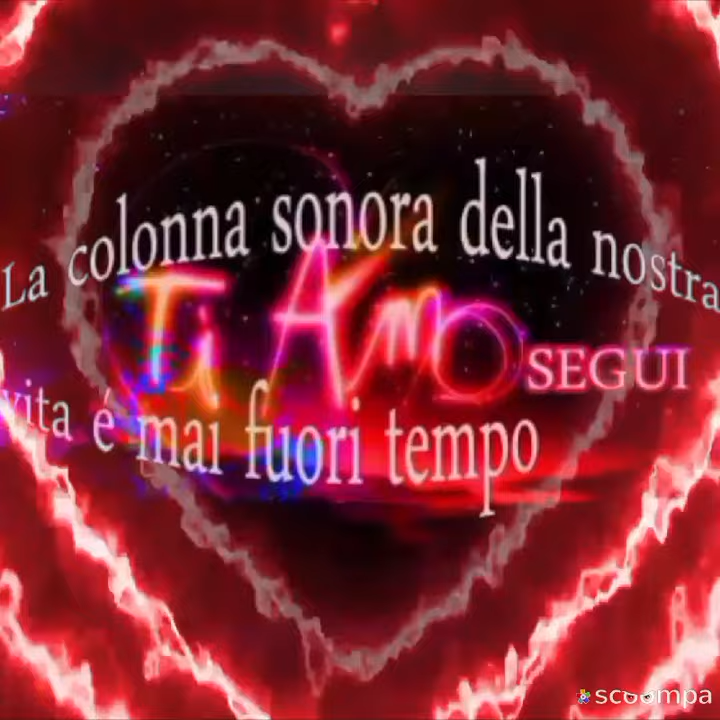 La colonna sonora della nostra
Ti Amo
SEGUI
vita é mai fuori tempo
scoompa